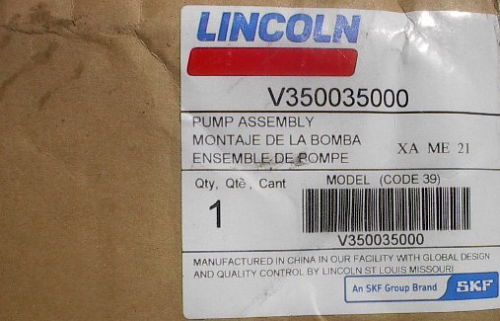 LINCOLN
V350035000
PUMP ASSEMBLY
MONTAJE DE LA BOMBA
ENSEMBLE DE POMPE
XA ME 21
Qty, Qtè, Cant MODEL (CODE 39)
1
V350035000
MANUFACTURED IN CHINA IN OUR FACILITY WITH GLOBAL DESIGN
AND QUALITY CONTROL BY LINCOLN ST LOUIS MISSOURI
An SKF Group Brand SKF